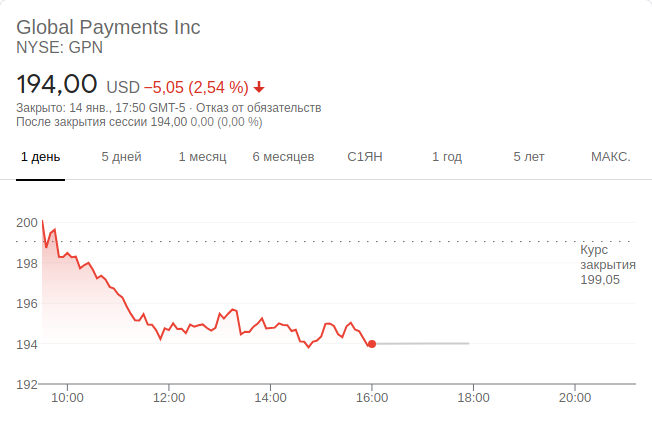 Global Payments Inc
NYSE: GPN
194,00 USD −5,05 (2,54 %)
Закрыто: 14 янв., 17:50 GMT-5 · Отказ от обязательств
После закрытия сессии 194,00 0,00 (0,00 %)
1 день 5 дней 1 месяц 6 месяцев С1ЯН 1 год 5 лет МАКС.
200
198
196
194
192
Курс
закрытия
199,05
10:00 12:00 14:00 16:00 18:00 20:00